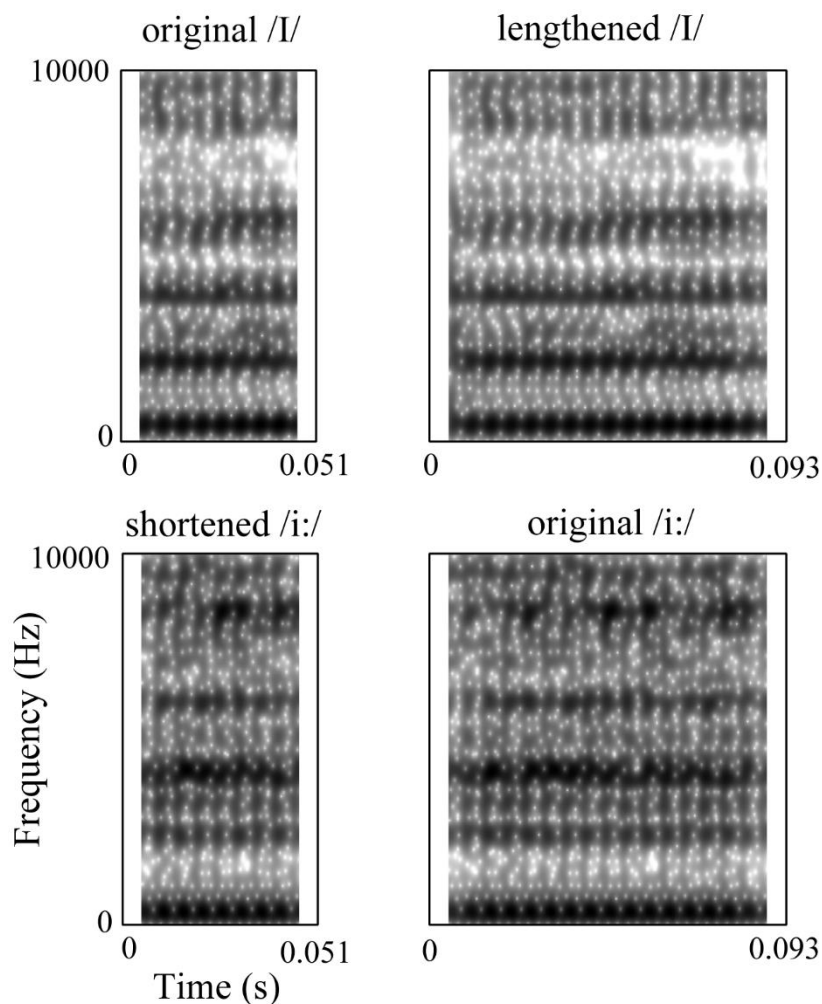 original /I/
lengthened /I/
10000
0
0
0.051
0
0.093
shortened /i:/
original /i:/
10000
Frequency (Hz)
0
0
0.051
0
0.093
Time (s)